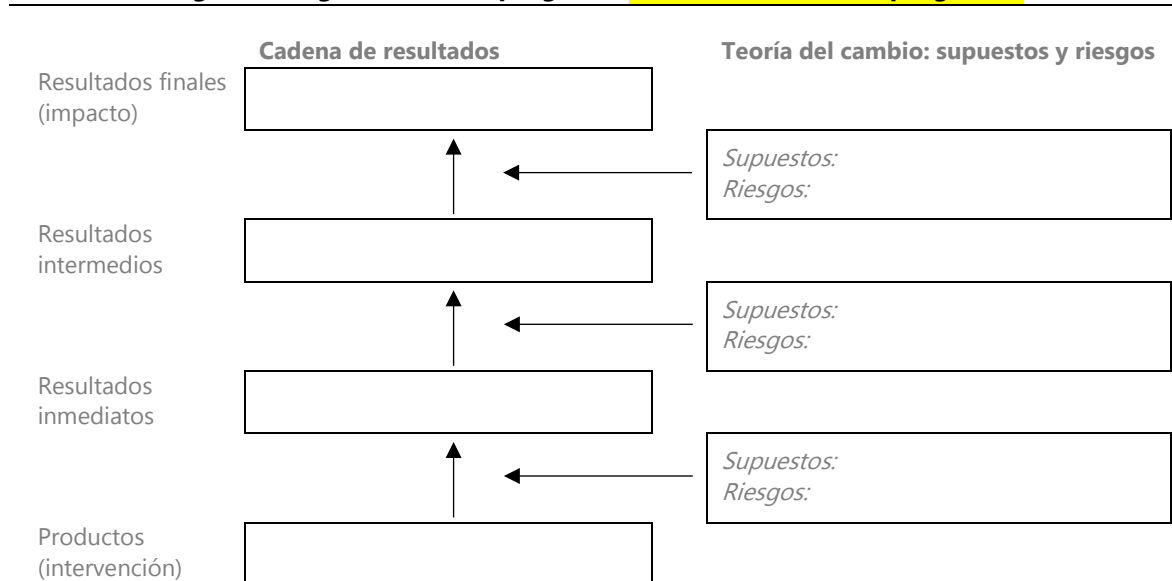 Cadena de resultados
Teoría del cambio: supuestos y riesgos
Resultados finales
(impacto)
Supuestos:
Riesgos:
Resultados
intermedios
Supuestos:
Riesgos:
Resultados
inmediatos
Supuestos:
Riesgos:
Productos
(intervención)